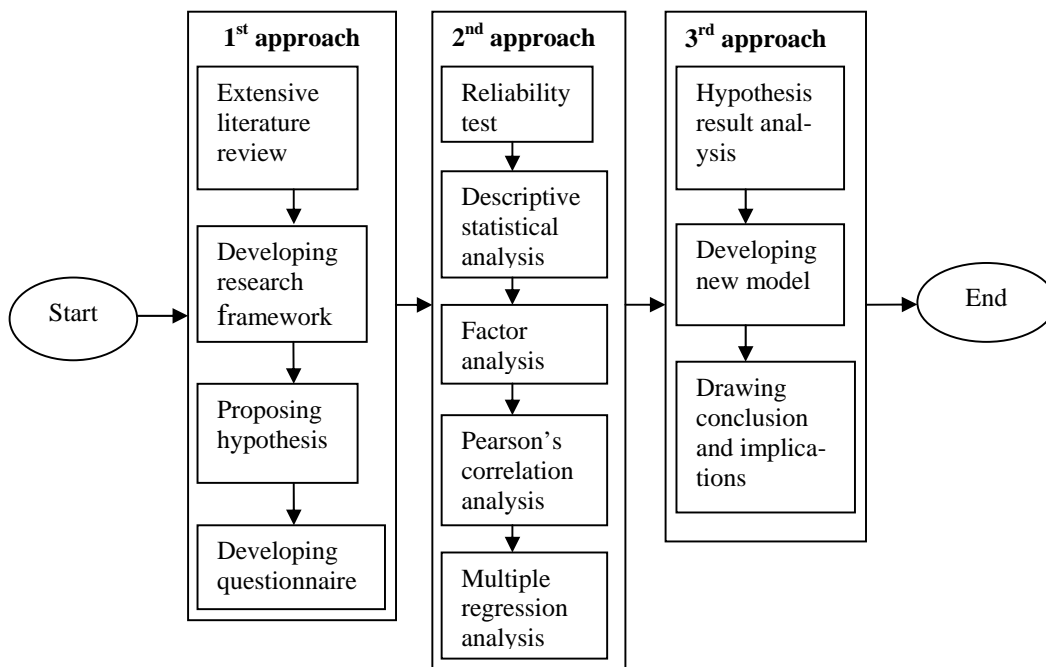 Start
1st approach
Extensive
literature
review
Developing
research
framework
Proposing
hypothesis
Developing
questionnaire
2nd approach
Reliability
test
Descriptive
statistical
analysis
Factor
analysis
Pearson’s
correlation
analysis
Multiple
regression
analysis
3rd approach
Hypothesis
result anal-
ysis
Developing
new model
Drawing
conclusion
and implica-
tions
End